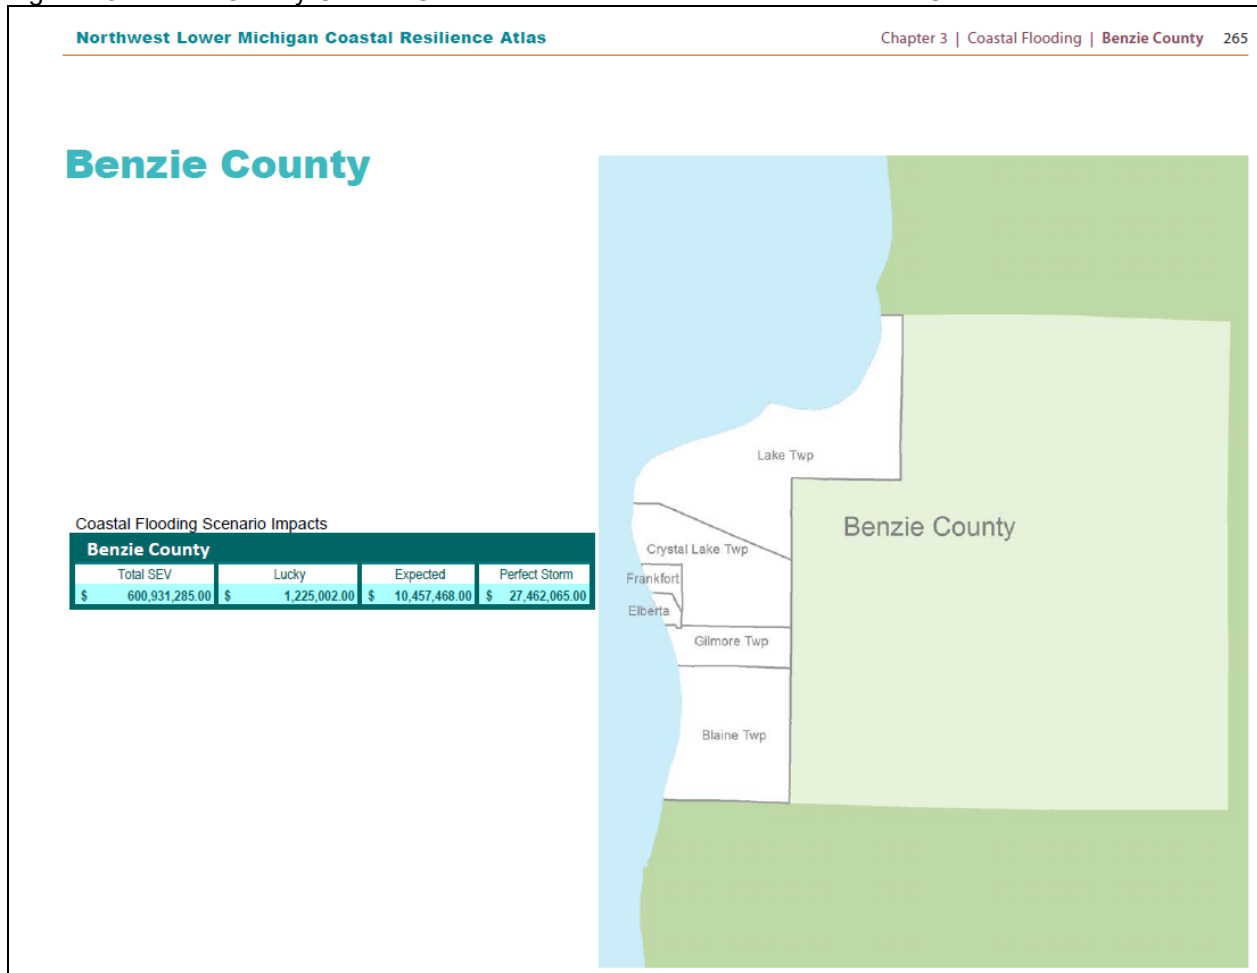 Northwest Lower Michigan Coastal Resilience Atlas
Chapter 3 | Coastal Flooding | Benzie County 265
Benzie County
Lake Twp
Benzie County
Coastal Flooding Scenario Impacts
Benzie County
Total SEV Lucky Expected Perfect Storm
$ 600,931,285.00 $ 1,225,002.00 $ 10,457,468.00 $ 27,462,065.00
Crystal Lake Twp
Frankfort
Elberta
Gilmore Twp
Blaine Twp